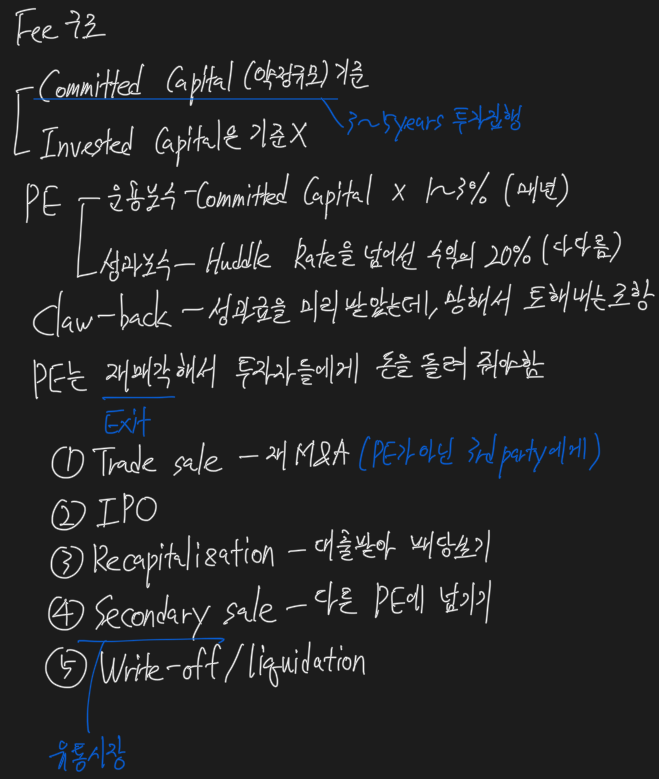 Fee 구조
Committed Capital (약정규모) 기준
3~5years 투자집행
Invested Capital은 기준X
PE - 운용보수 - Committed Capital × 1~3% (매년)
성과보수 - Huddle Rate을 넘어선 수익의 20% (다 다름)
Claw-back - 성과금을 미리 받았는데, 망해서 토해내는 조항
PE는 재매각해서 투자자들에게 돈을 돌려 줘야함
Exit
① Trade sale - 재 M&A (PE가 아닌 3rd party에게)
② IPO
③ Recapitalisation - 대출받아 배당쏘기
④ Secondary sale - 다른 PE에 넘기기
⑤ Write-off/liquidation
유통시장